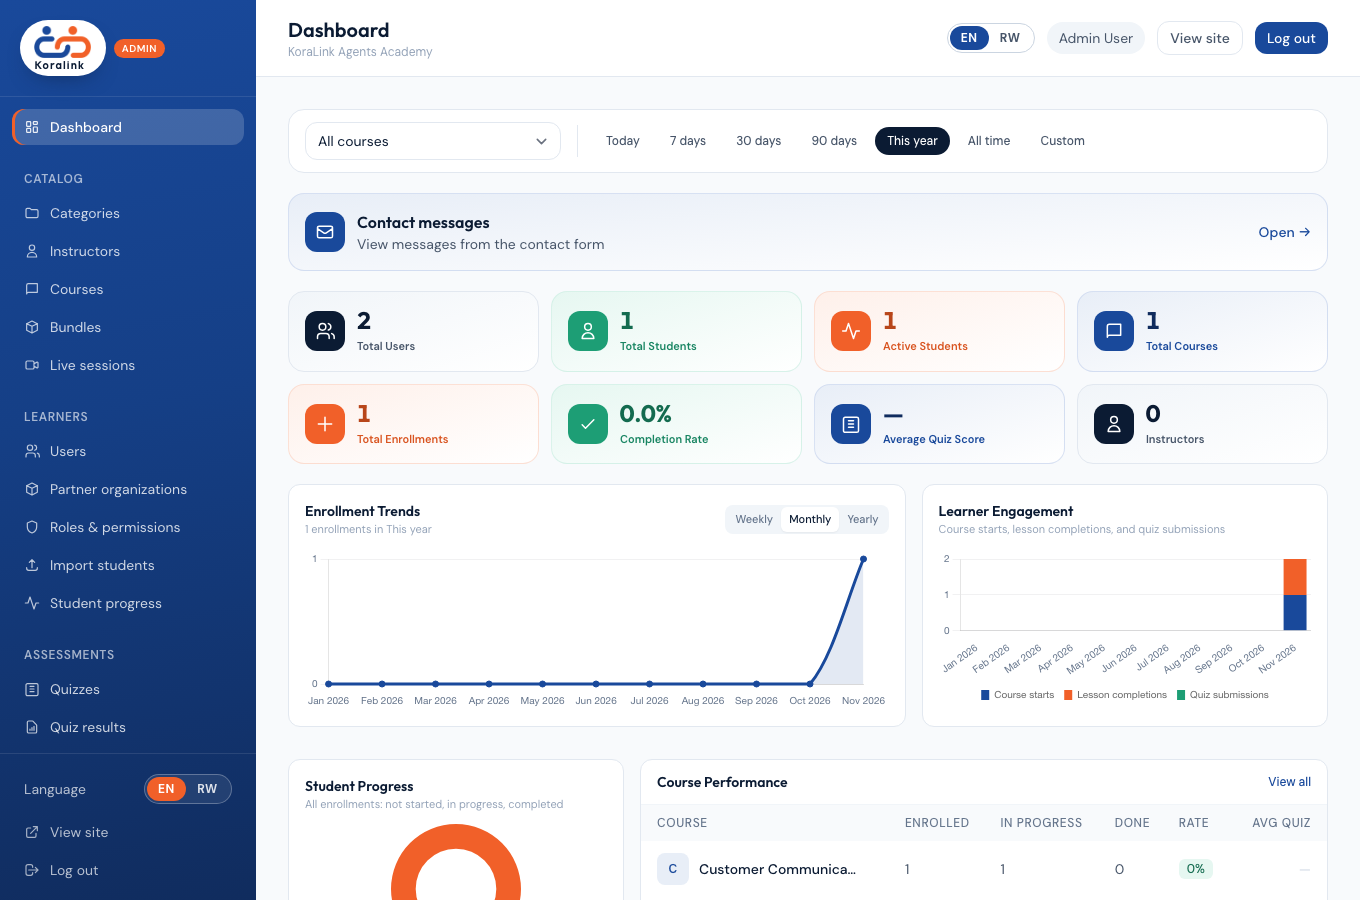 Koralink
ADMIN
Dashboard
CATALOG
Categories
Instructors
Courses
Bundles
Live sessions
LEARNERS
Users
Partner organizations
Roles & permissions
Import students
Student progress
ASSESSMENTS
Quizzes
Quiz results
Language EN RW
View site
Log out
Dashboard
KoraLink Agents Academy
EN RW Admin User View site Log out
All courses Today 7 days 30 days 90 days This year All time Custom
Contact messages
View messages from the contact form
Open →
2
Total Users
1
Total Students
1
Active Students
1
Total Courses
1
Total Enrollments
0.0%
Completion Rate
—
Average Quiz Score
0
Instructors
Enrollment Trends
1 enrollments in This year
Weekly Monthly Yearly
1
0
Jan 2026 Feb 2026 Mar 2026 Apr 2026 May 2026 Jun 2026 Jul 2026 Aug 2026 Sep 2026 Oct 2026 Nov 2026
Learner Engagement
Course starts, lesson completions, and quiz submissions
2
1
0
Jan 2026 Feb 2026 Mar 2026 Apr 2026 May 2026 Jun 2026 Jul 2026 Aug 2026 Sep 2026 Oct 2026 Nov 2026
Course starts Lesson completions Quiz submissions
Student Progress
All enrollments: not started, in progress, completed
Course Performance View all
COURSE ENROLLED IN PROGRESS DONE RATE AVG QUIZ
C Customer Communica... 1 1 0 0% —